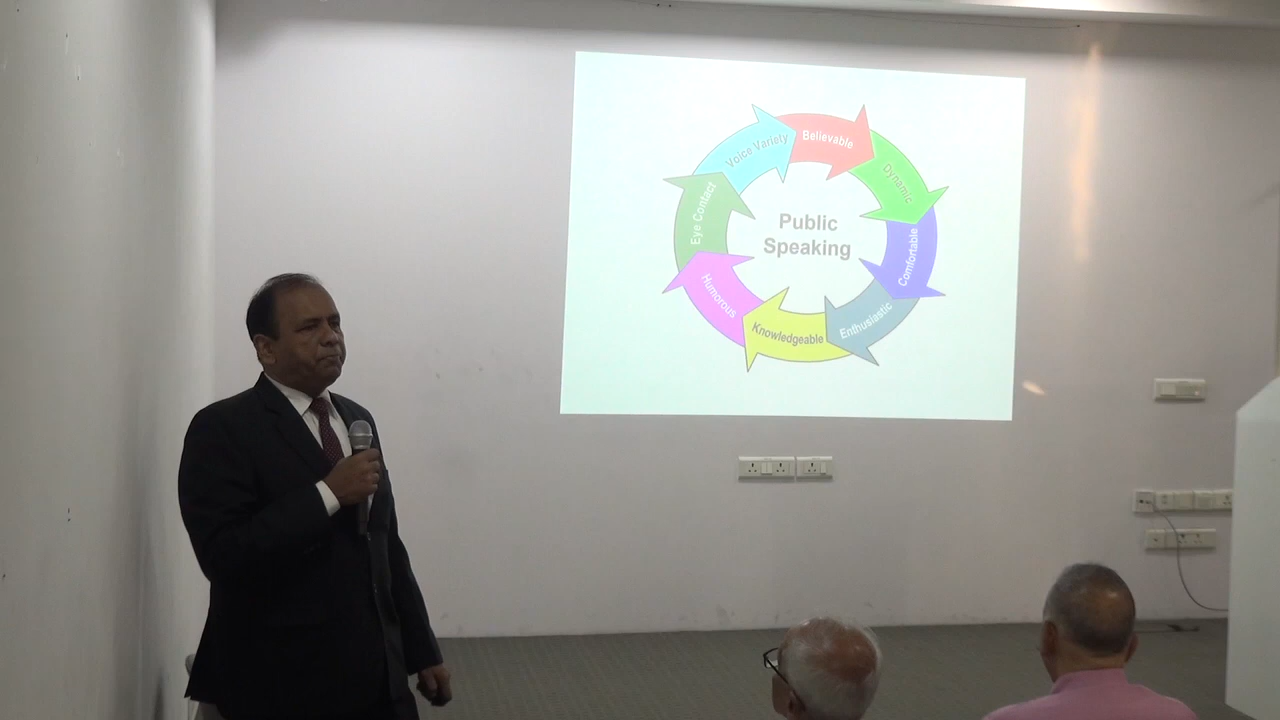 Public
Speaking
Believable
Dynamic
Comfortable
Enthusiastic
Knowledgeable
Humorous
Eye Contact
Voice Variety